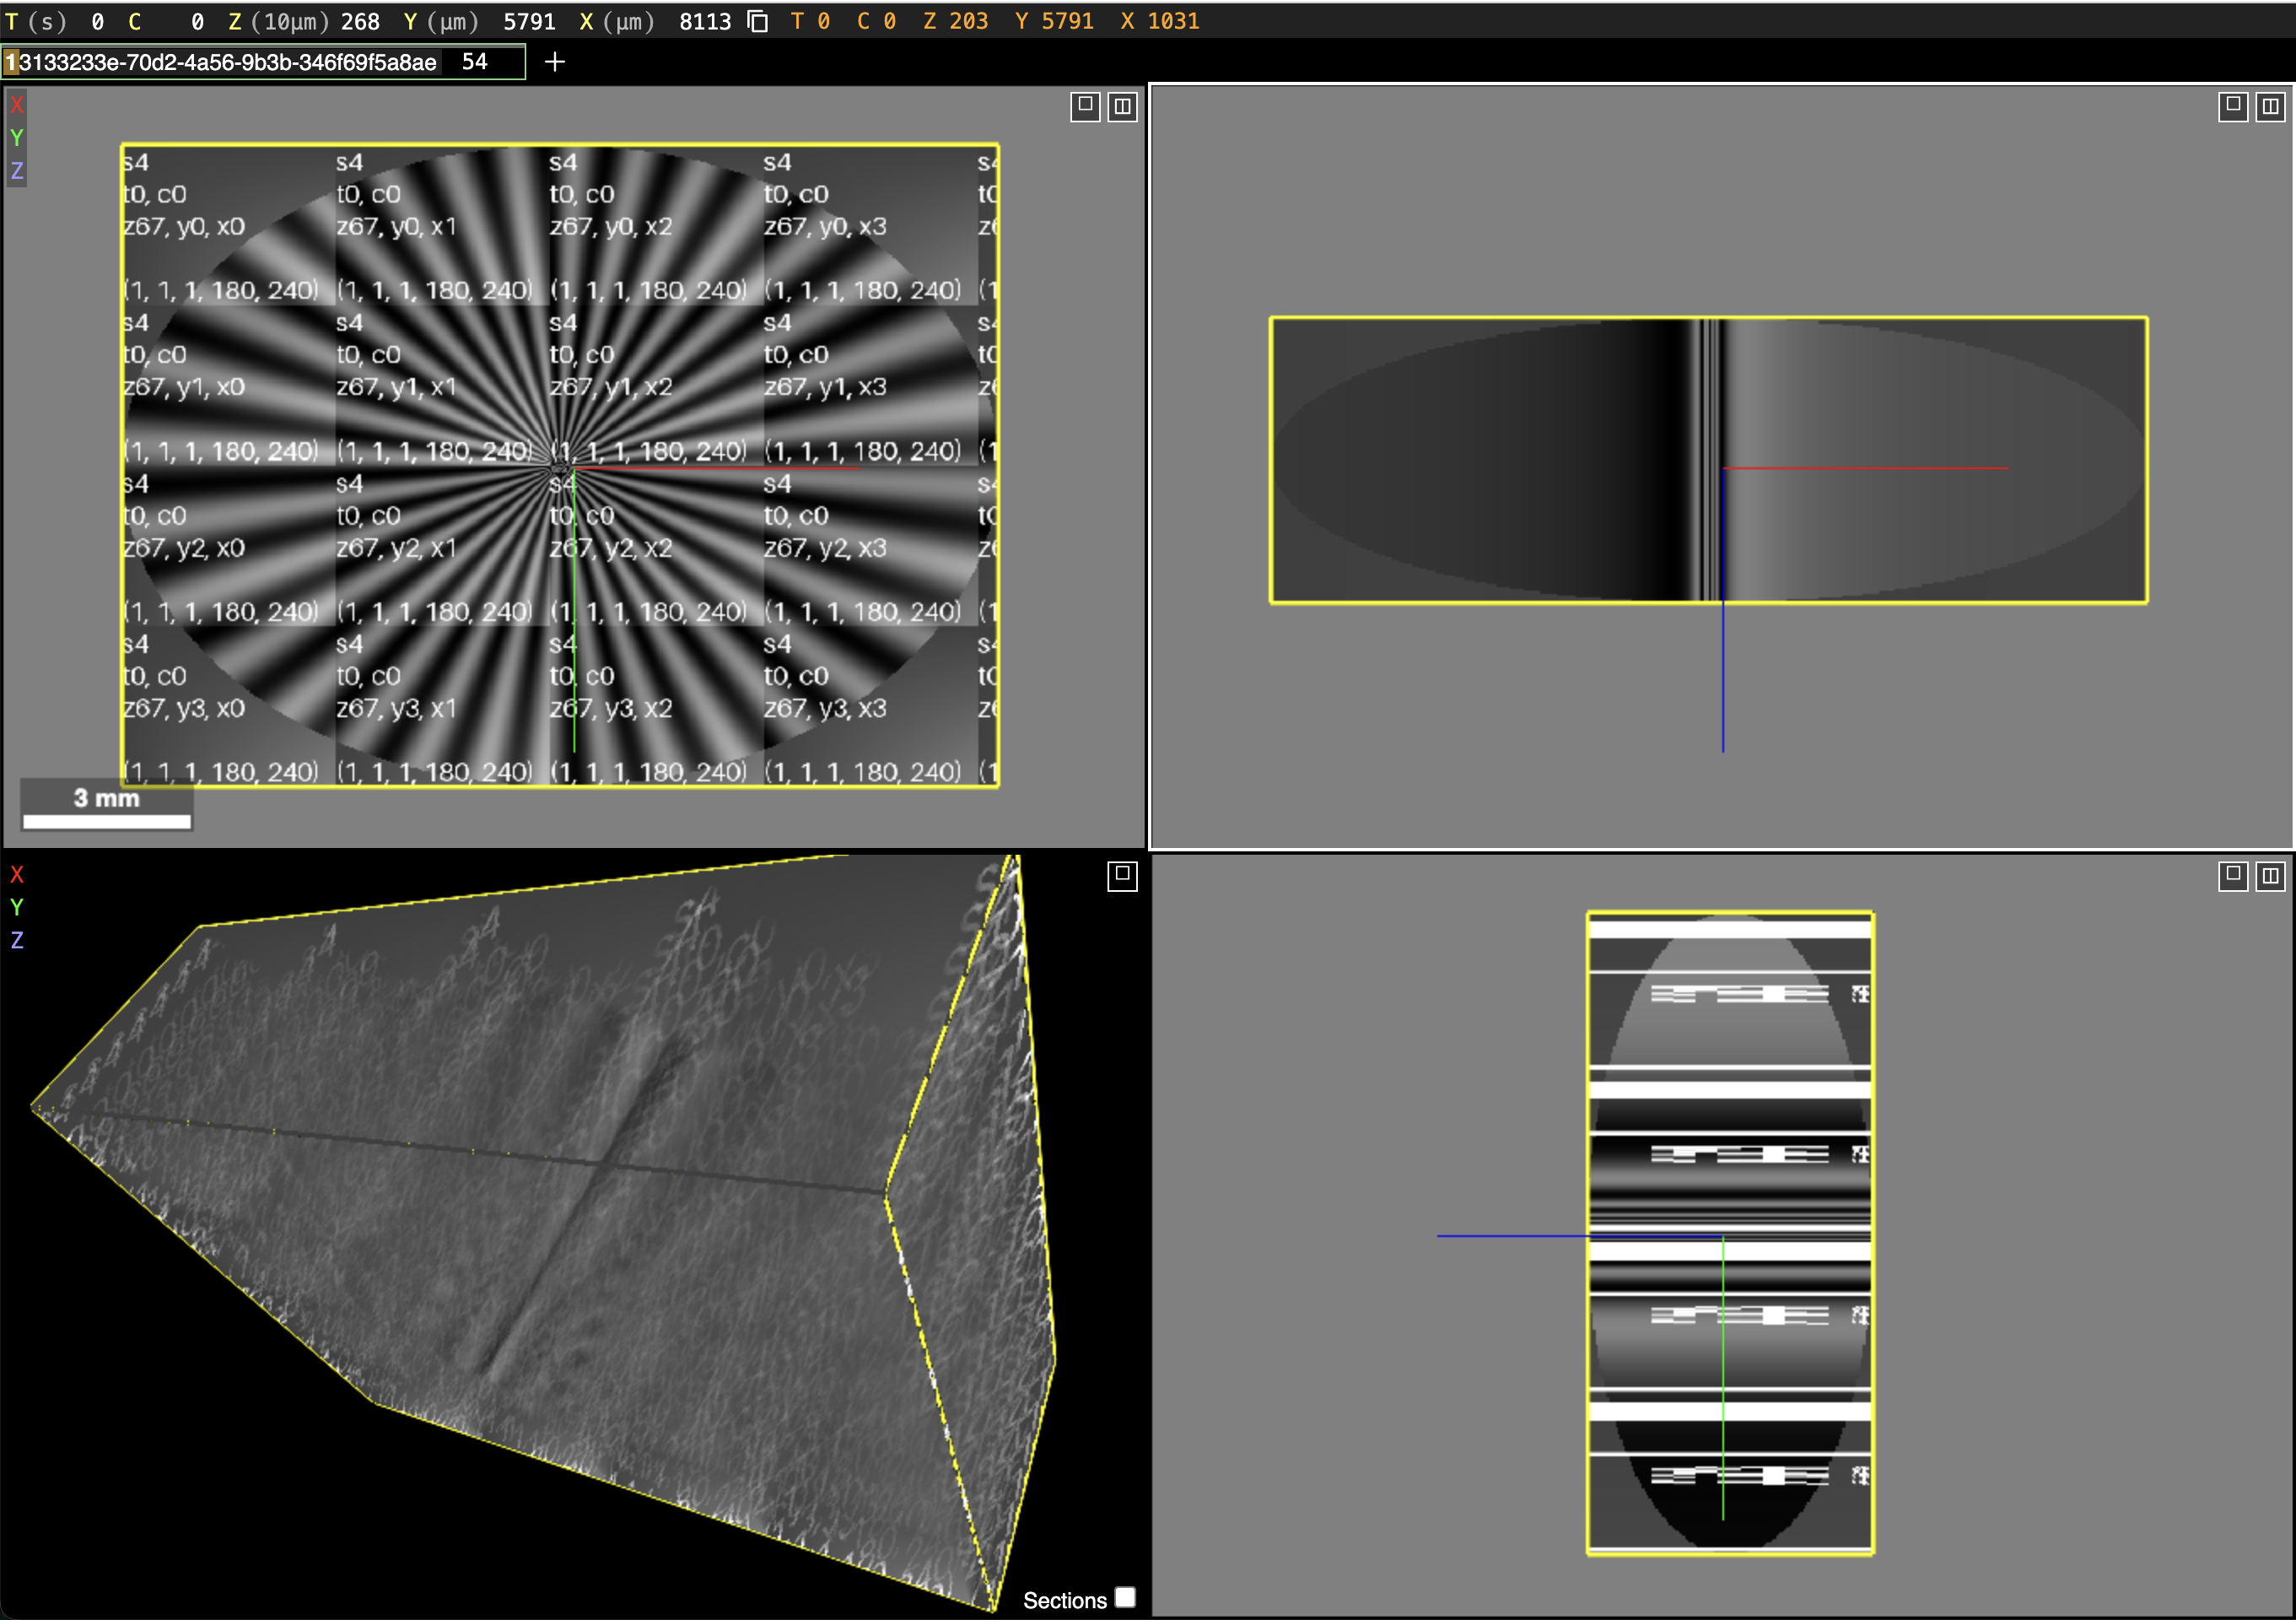 T (s) 0 C 0 Z (10µm) 268 Y (µm) 5791 X (µm) 8113 T 0 C 0 Z 203 Y 5791 X 1031
13133233e-70d2-4a56-9b3b-346f69f5a8ae 54 +
X
Y
Z
s4 s4 s4 s4 s4
t0, c0 t0, c0 t0, c0 t0, c0
z67, y0, x0 z67, y0, x1 z67, y0, x2 z67, y0, x3
(1, 1, 1, 180, 240) (1, 1, 1, 180, 240) (1, 1, 1, 180, 240) (1, 1, 1, 180, 240) (1
s4 s4 s4 s4 s4
t0, c0 t0, c0 t0, c0 t0, c0
z67, y1, x0 z67, y1, x1 z67, y1, x2 z67, y1, x3
(1, 1, 1, 180, 240) (1, 1, 1, 180, 240) (1, 1, 1, 180, 240) (1, 1, 1, 180, 240) (1
s4 s4 s4 s4 s4
t0, c0 t0, c0 t0, c0 t0, c0
z67, y2, x0 z67, y2, x1 z67, y2, x2 z67, y2, x3
(1, 1, 1, 180, 240) (1, 1, 1, 180, 240) (1, 1, 1, 180, 240) (1, 1, 1, 180, 240) (1
s4 s4 s4 s4 s4
t0, c0 t0, c0 t0, c0 t0, c0
z67, y3, x0 z67, y3, x1 z67, y3, x2 z67, y3, x3
(1, 1, 1, 180, 240) (1, 1, 1, 180, 240) (1, 1, 1, 180, 240) (1, 1, 1, 180, 240) (1
3 mm
X
Y
Z
Sections